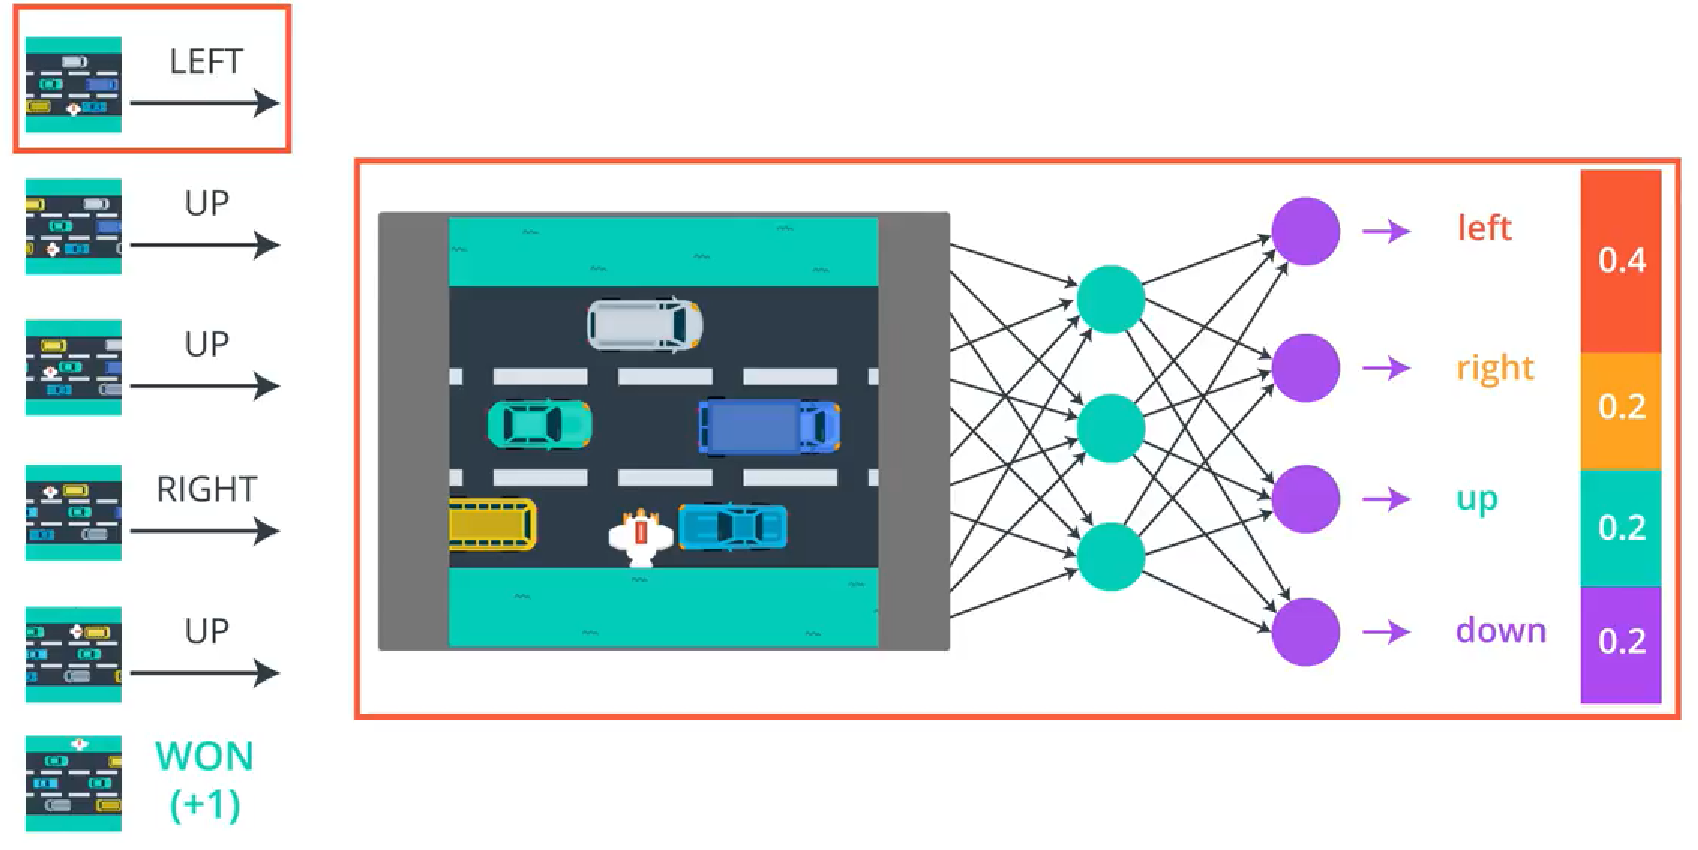 LEFT
UP
UP
RIGHT
UP
WON
(+1)
left
0.4
right
0.2
up
0.2
down
0.2